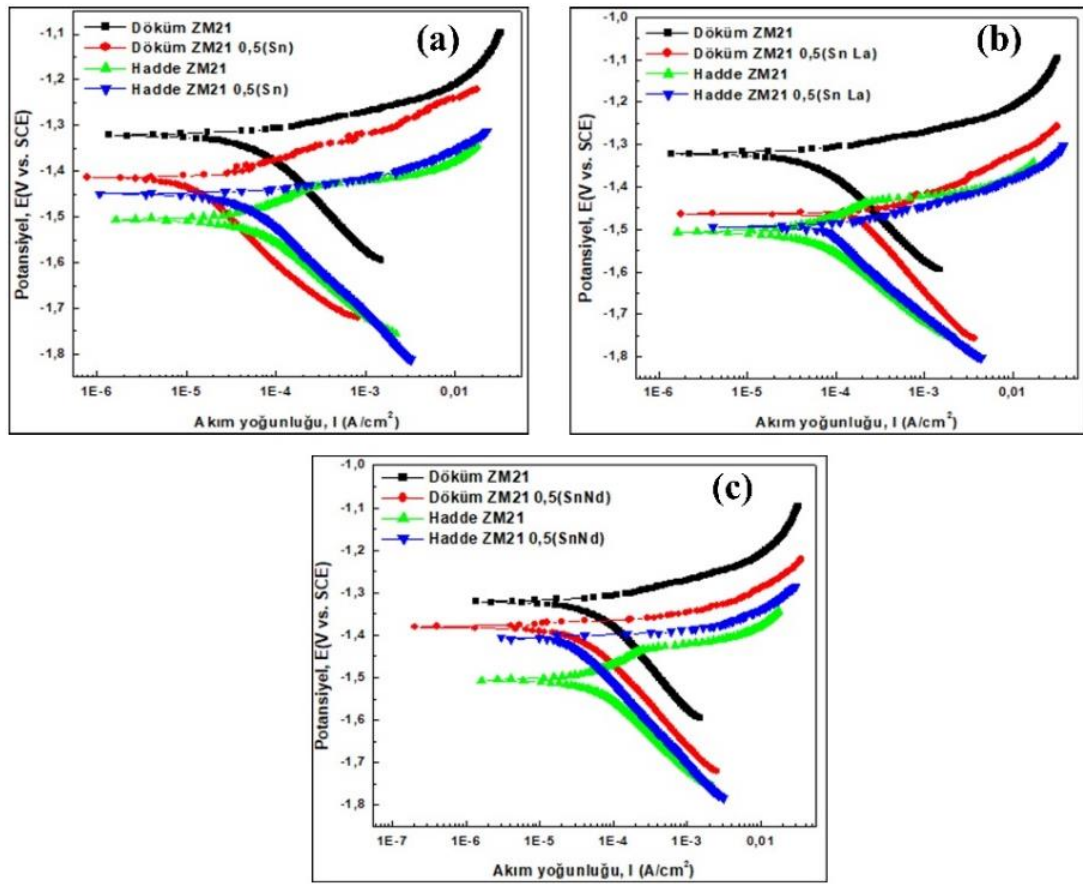 (a)
Döküm ZM21
Döküm ZM21 0,5(Sn)
Hadde ZM21
Hadde ZM21 0,5(Sn)
Potansiyel, E(V vs. SCE)
-1,1
-1,2
-1,3
-1,4
-1,5
-1,6
-1,7
-1,8
1E-6 1E-5 1E-4 1E-3 0,01
Akım yoğunluğu, I (A/cm²)
(b)
Döküm ZM21
Döküm ZM21 0,5(Sn La)
Hadde ZM21
Hadde ZM21 0,5(Sn La)
Potansiyel, E(V vs. SCE)
-1,0
-1,1
-1,2
-1,3
-1,4
-1,5
-1,6
-1,7
-1,8
1E-6 1E-5 1E-4 1E-3 0,01
Akım yoğunluğu, I (A/cm²)
(c)
Döküm ZM21
Döküm ZM21 0,5(SnNd)
Hadde ZM21
Hadde ZM21 0,5(SnNd)
Potansiyel, E(V vs. SCE)
-1,0
-1,1
-1,2
-1,3
-1,4
-1,5
-1,6
-1,7
-1,8
1E-7 1E-6 1E-5 1E-4 1E-3 0,01
Akım yoğunluğu, I (A/cm²)